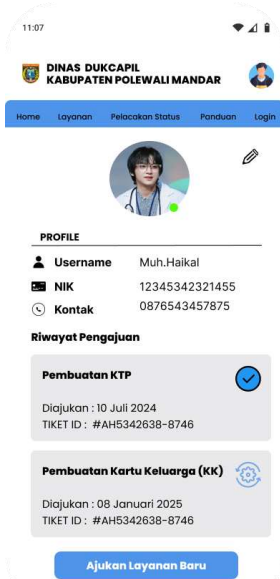 11:07
DINAS DUKCAPIL
KABUPATEN POLEWALI MANDAR
Home Layanan Pelacakan Status Panduan Login
PROFILE
Username Muh.Haikal
NIK 12345342321455
Kontak 0876543457875
Riwayat Pengajuan
Pembuatan KTP
Diajukan : 10 Juli 2024
TIKET ID : #AH5342638-8746
Pembuatan Kartu Keluarga (KK)
Diajukan : 08 Januari 2025
TIKET ID : #AH5342638-8746
Ajukan Layanan Baru